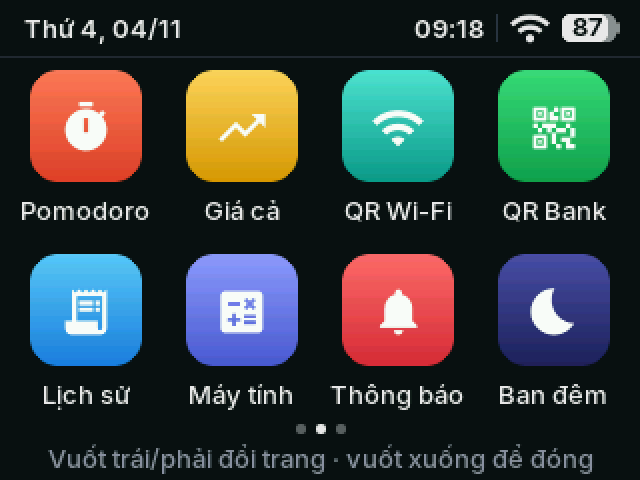 Thứ 4, 04/11 09:18 87
Pomodoro Giá cả QR Wi-Fi QR Bank
Lịch sử Máy tính Thông báo Ban đêm
Vuốt trái/phải đổi trang · vuốt xuống để đóng